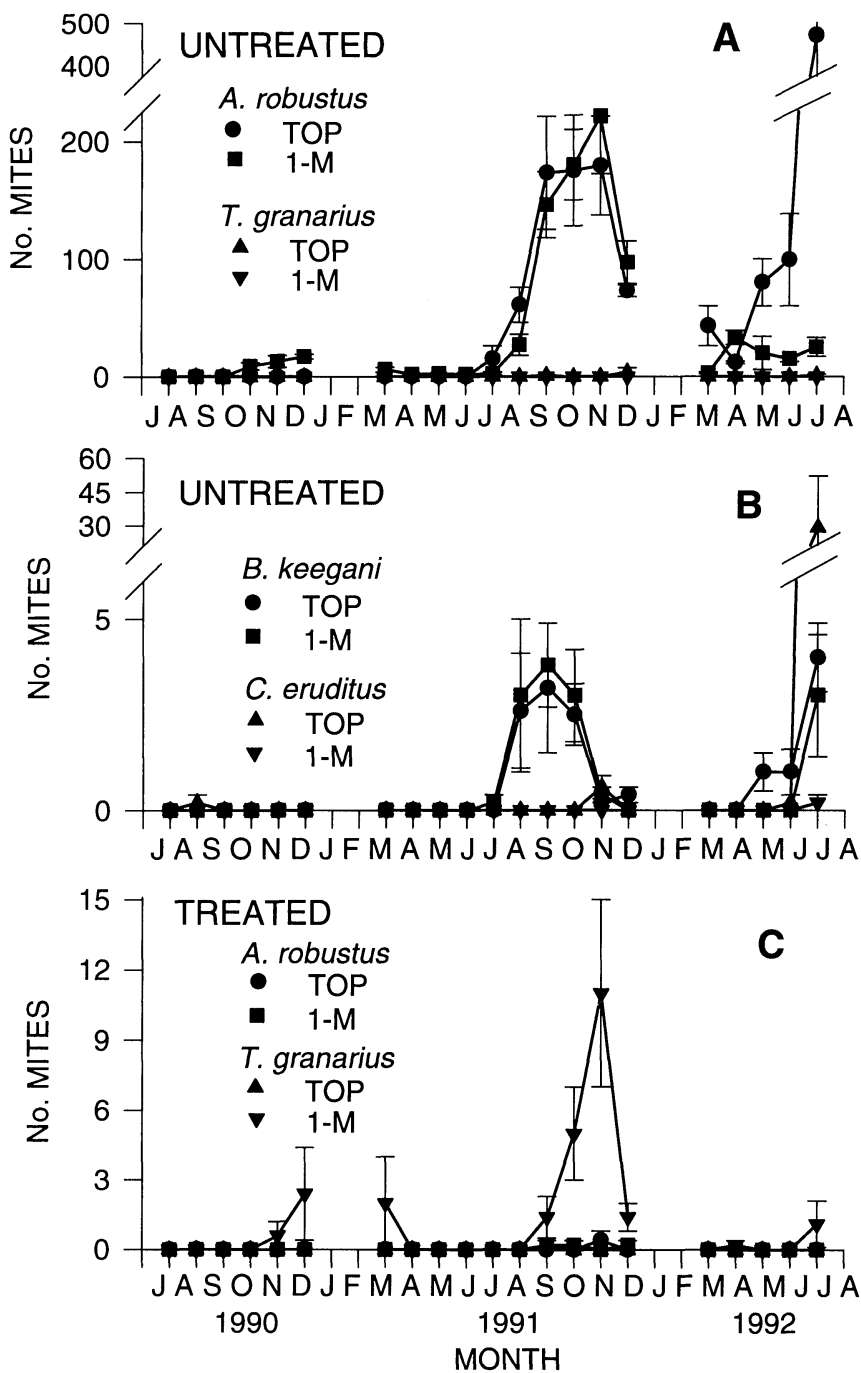 500
UNTREATED
A
400
A. robustus
TOP
200
1-M
No. MITES
T. granarius
TOP
100
1-M
0
J A S O N D J F M A M J J A S O N D J F M A M J J A
60
UNTREATED
B
45
30
B. keegani
TOP
5
1-M
No. MITES
C. eruditus
TOP
1-M
0
J A S O N D J F M A M J J A S O N D J F M A M J J A
15
TREATED
C
A. robustus
12
TOP
1-M
9
No. MITES
T. granarius
TOP
6
1-M
3
0
J A S O N D J F M A M J J A S O N D J F M A M J J A
1990 1991 1992
MONTH